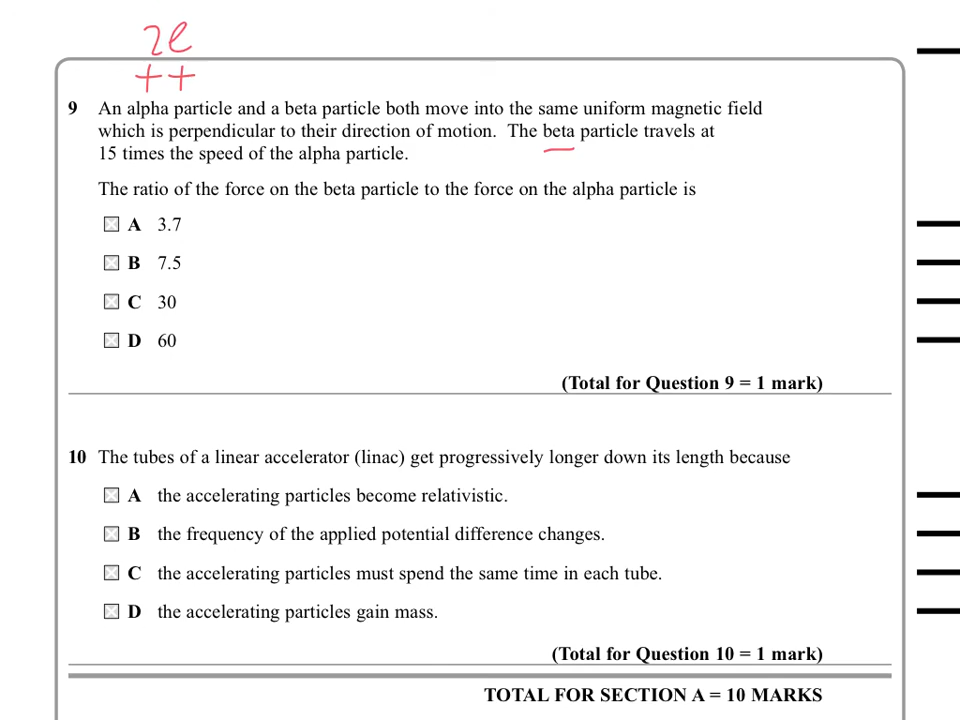 2e
++
9 An alpha particle and a beta particle both move into the same uniform magnetic field
which is perpendicular to their direction of motion. The beta particle travels at
15 times the speed of the alpha particle.
The ratio of the force on the beta particle to the force on the alpha particle is
A 3.7
B 7.5
C 30
D 60
(Total for Question 9 = 1 mark)
10 The tubes of a linear accelerator (linac) get progressively longer down its length because
A the accelerating particles become relativistic.
B the frequency of the applied potential difference changes.
C the accelerating particles must spend the same time in each tube.
D the accelerating particles gain mass.
(Total for Question 10 = 1 mark)
TOTAL FOR SECTION A = 10 MARKS